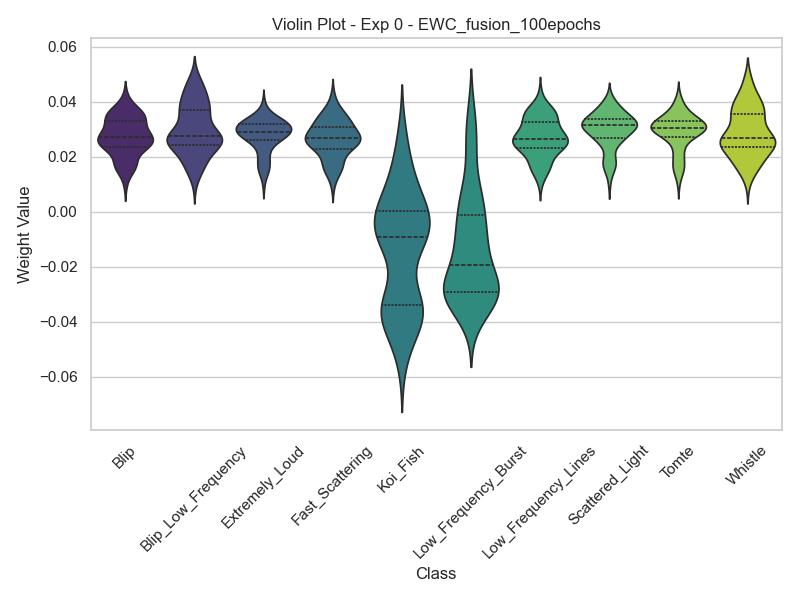 Violin Plot - Exp 0 - EWC_fusion_100epochs
0.06
0.04
0.02
0.00
−0.02
−0.04
−0.06
Weight Value
Blip
Blip_Low_Frequency
Extremely_Loud
Fast_Scattering
Koi_Fish
Low_Frequency_Burst
Low_Frequency_Lines
Scattered_Light
Tomte
Whistle
Class